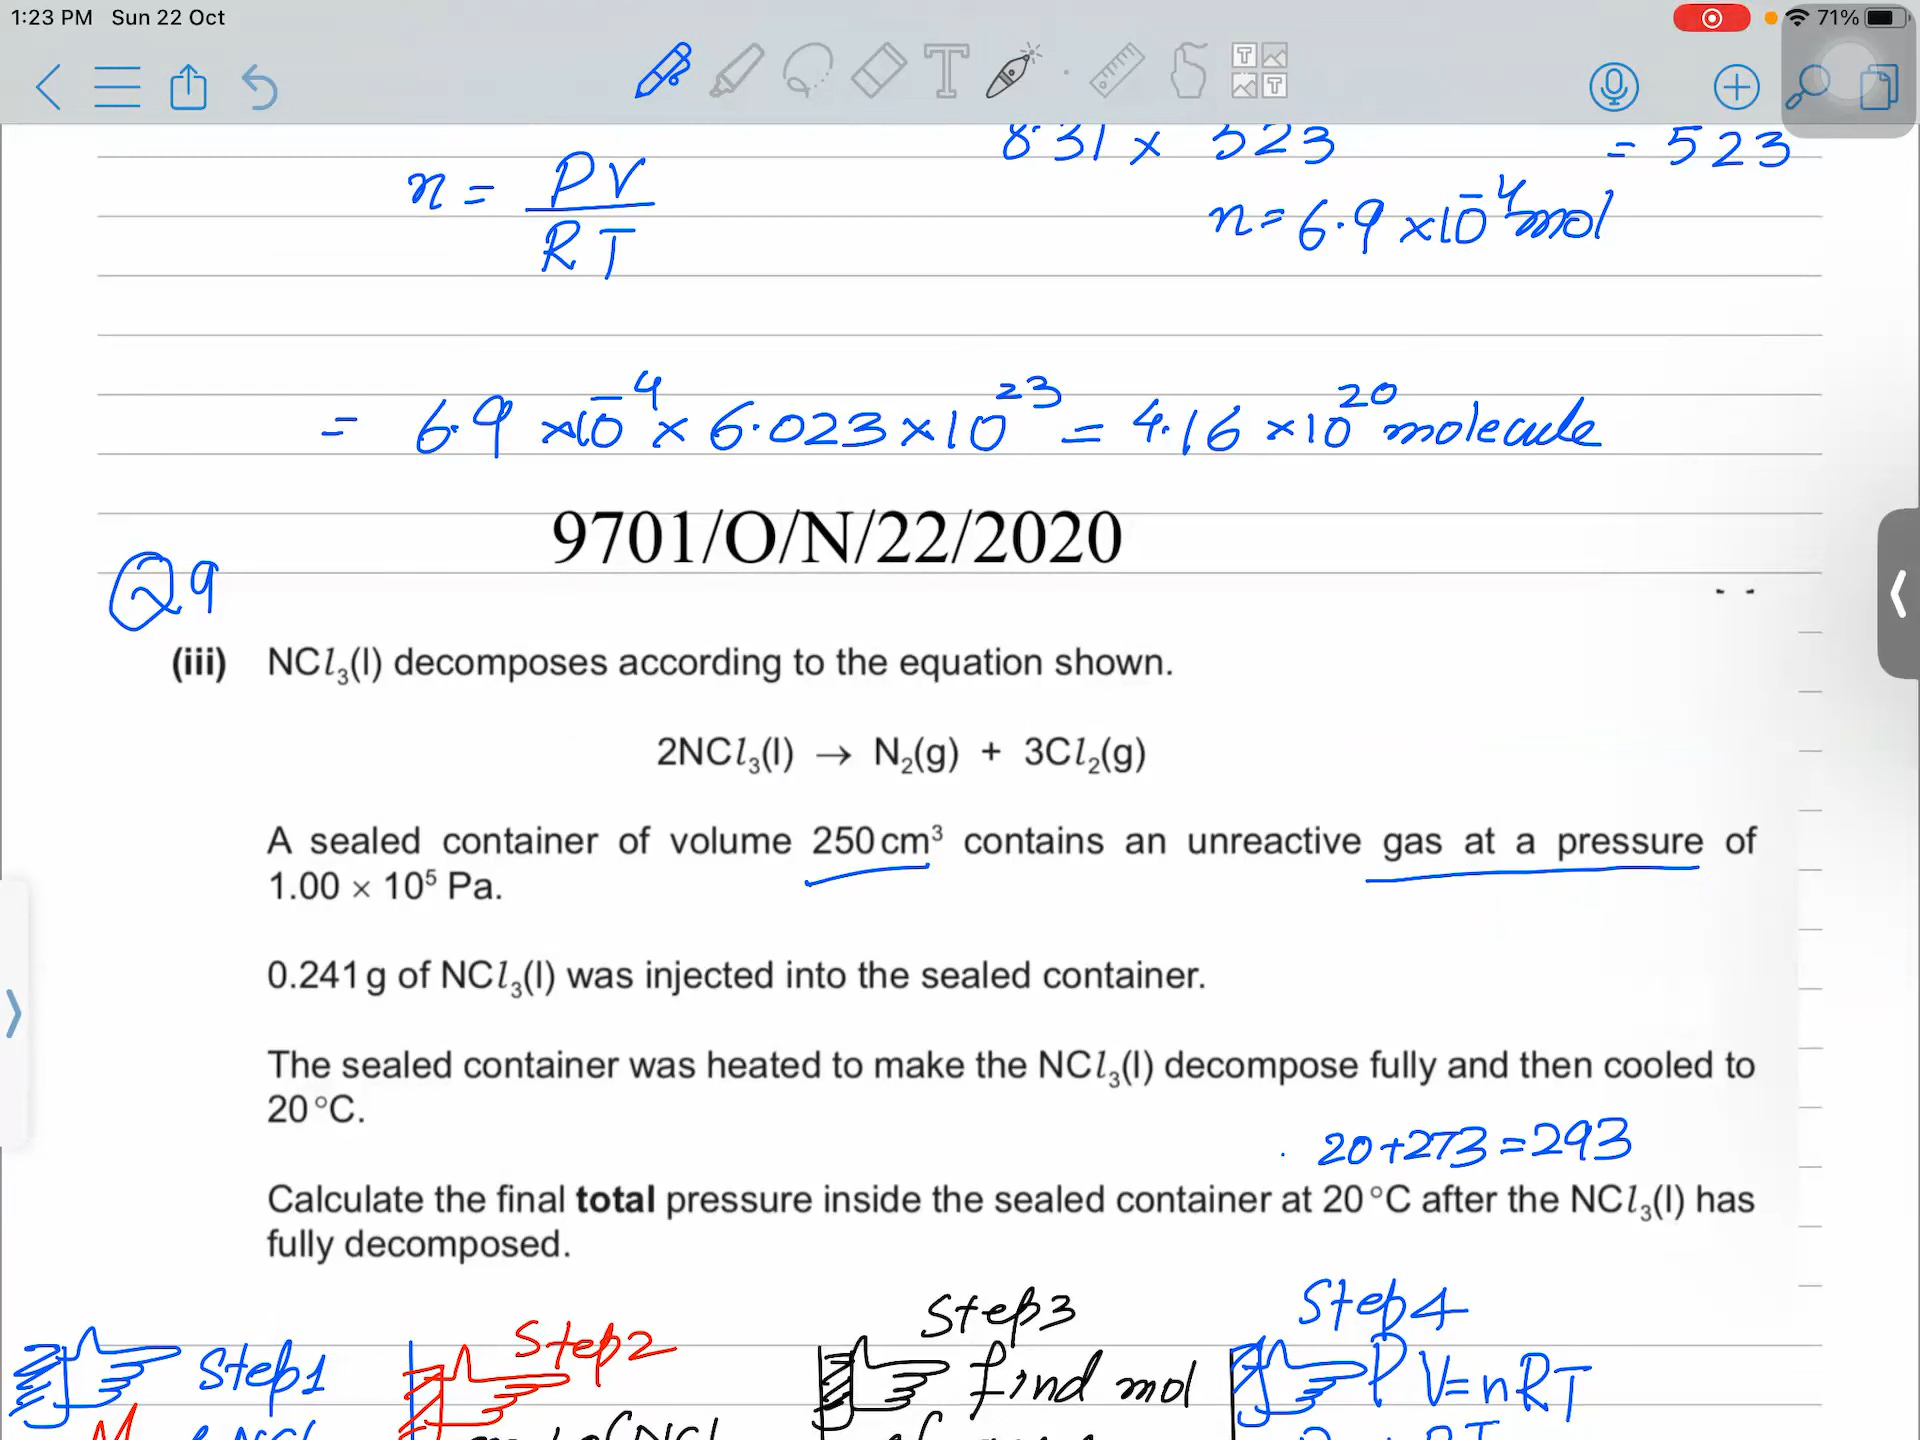 1:23 PM Sun 22 Oct
71%
8.31 × 523
= 523
n = PV
RT
n = 6.9 × 10⁻⁴ mol
= 6.9 × 10⁻⁴ × 6.023 × 10²³ = 4.16 × 10²⁰ molecule
9701/O/N/22/2020
Q9
(iii) NCl₃(l) decomposes according to the equation shown.
2NCl₃(l) → N₂(g) + 3Cl₂(g)
A sealed container of volume 250 cm³ contains an unreactive gas at a pressure of
1.00 × 10⁵ Pa.
0.241 g of NCl₃(l) was injected into the sealed container.
The sealed container was heated to make the NCl₃(l) decompose fully and then cooled to
20 °C.
20+273=293
Calculate the final total pressure inside the sealed container at 20 °C after the NCl₃(l) has
fully decomposed.
Step1
Step2
Step3
find mol
Step4
PV=nRT